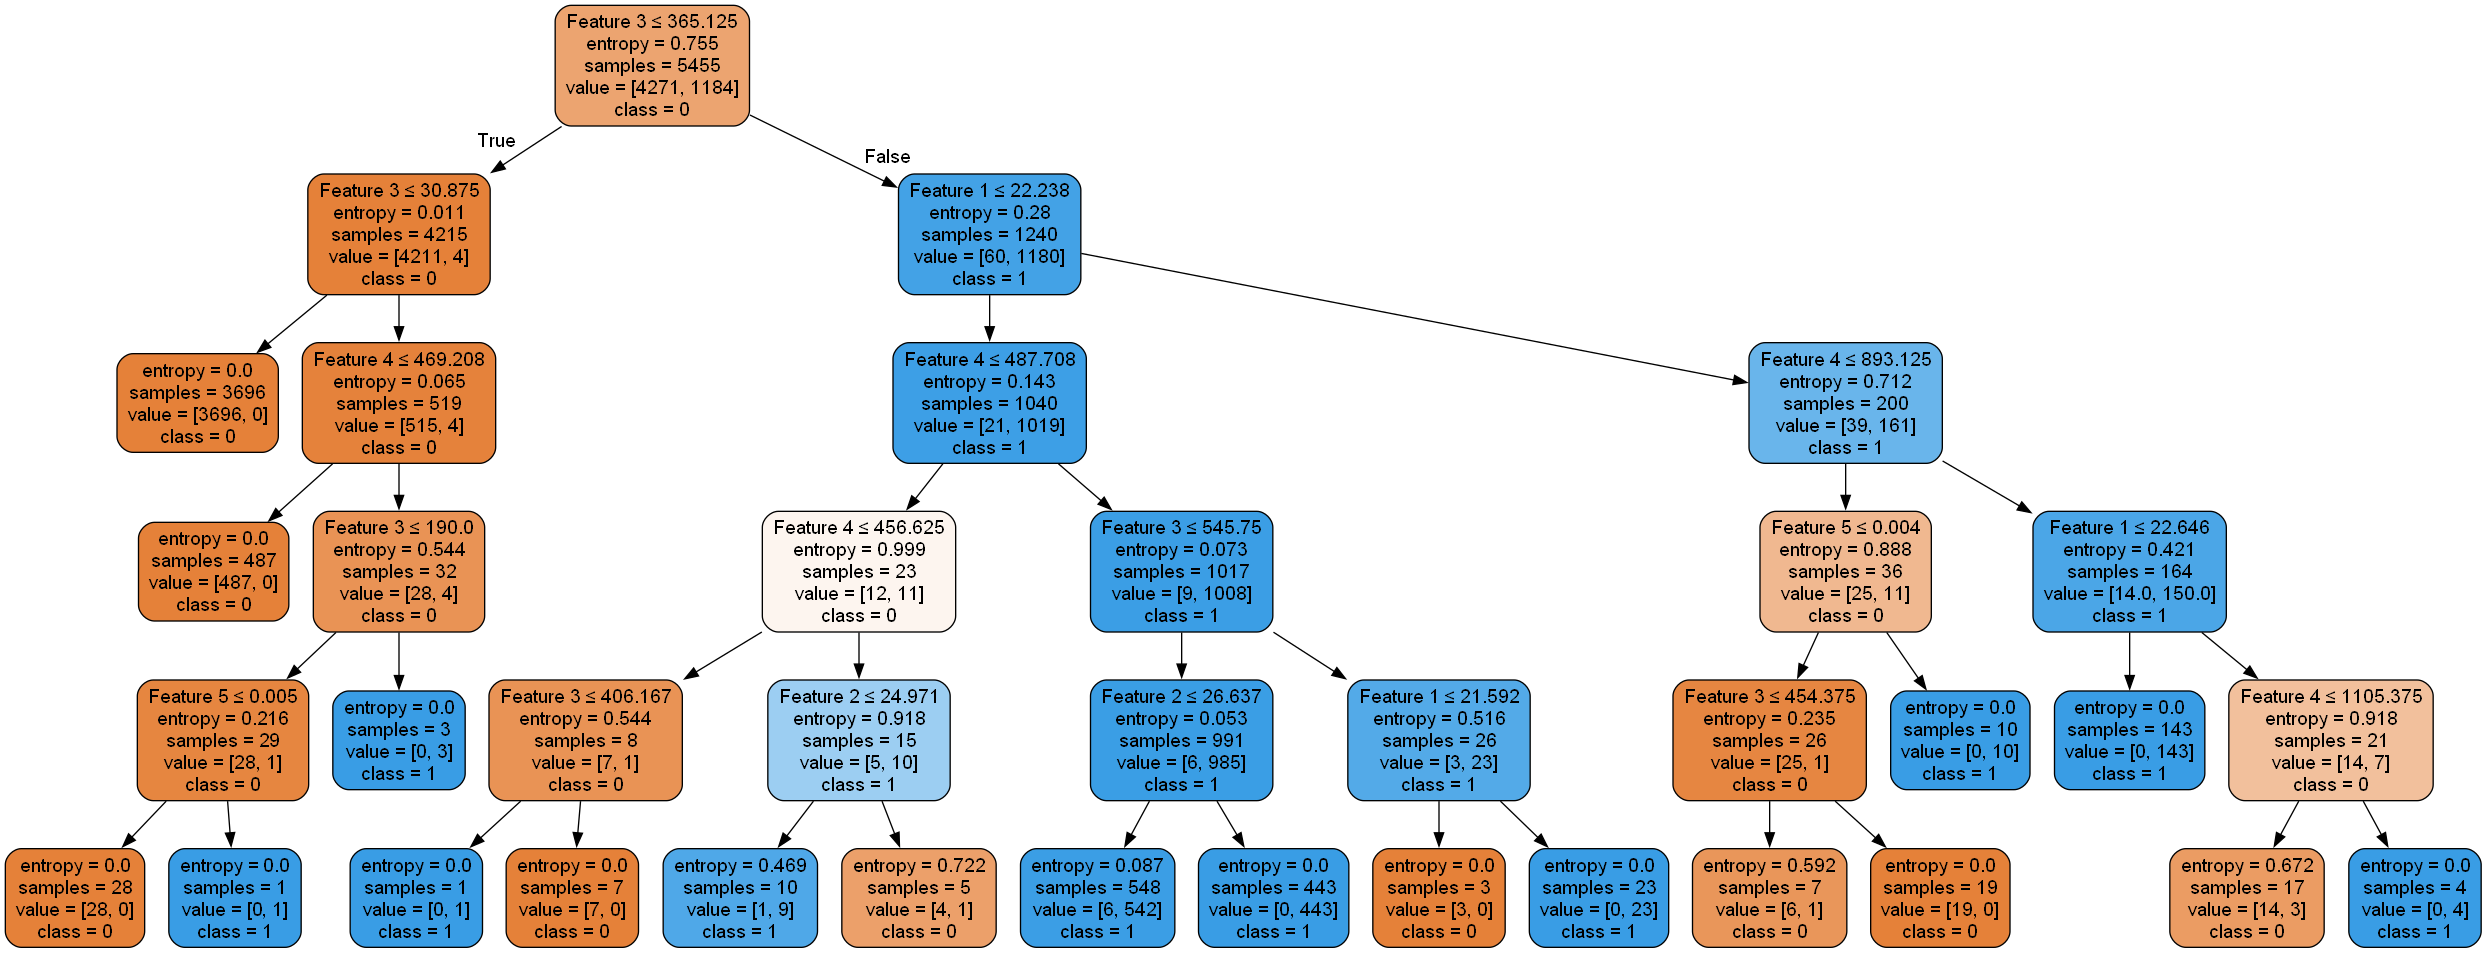 Feature 3 ≤ 365.125
entropy = 0.755
samples = 5455
value = [4271, 1184]
class = 0
True
False
Feature 3 ≤ 30.875
entropy = 0.011
samples = 4215
value = [4211, 4]
class = 0
Feature 1 ≤ 22.238
entropy = 0.28
samples = 1240
value = [60, 1180]
class = 1
entropy = 0.0
samples = 3696
value = [3696, 0]
class = 0
Feature 4 ≤ 469.208
entropy = 0.065
samples = 519
value = [515, 4]
class = 0
Feature 4 ≤ 487.708
entropy = 0.143
samples = 1040
value = [21, 1019]
class = 1
Feature 4 ≤ 893.125
entropy = 0.712
samples = 200
value = [39, 161]
class = 1
entropy = 0.0
samples = 487
value = [487, 0]
class = 0
Feature 3 ≤ 190.0
entropy = 0.544
samples = 32
value = [28, 4]
class = 0
Feature 4 ≤ 456.625
entropy = 0.999
samples = 23
value = [12, 11]
class = 0
Feature 3 ≤ 545.75
entropy = 0.073
samples = 1017
value = [9, 1008]
class = 1
Feature 5 ≤ 0.004
entropy = 0.888
samples = 36
value = [25, 11]
class = 0
Feature 1 ≤ 22.646
entropy = 0.421
samples = 164
value = [14.0, 150.0]
class = 1
Feature 5 ≤ 0.005
entropy = 0.216
samples = 29
value = [28, 1]
class = 0
entropy = 0.0
samples = 3
value = [0, 3]
class = 1
Feature 3 ≤ 406.167
entropy = 0.544
samples = 8
value = [7, 1]
class = 0
Feature 2 ≤ 24.971
entropy = 0.918
samples = 15
value = [5, 10]
class = 1
Feature 2 ≤ 26.637
entropy = 0.053
samples = 991
value = [6, 985]
class = 1
Feature 1 ≤ 21.592
entropy = 0.516
samples = 26
value = [3, 23]
class = 1
Feature 3 ≤ 454.375
entropy = 0.235
samples = 26
value = [25, 1]
class = 0
entropy = 0.0
samples = 10
value = [0, 10]
class = 1
entropy = 0.0
samples = 143
value = [0, 143]
class = 1
Feature 4 ≤ 1105.375
entropy = 0.918
samples = 21
value = [14, 7]
class = 0
entropy = 0.0
samples = 28
value = [28, 0]
class = 0
entropy = 0.0
samples = 1
value = [0, 1]
class = 1
entropy = 0.0
samples = 1
value = [0, 1]
class = 1
entropy = 0.0
samples = 7
value = [7, 0]
class = 0
entropy = 0.469
samples = 10
value = [1, 9]
class = 1
entropy = 0.722
samples = 5
value = [4, 1]
class = 0
entropy = 0.087
samples = 548
value = [6, 542]
class = 1
entropy = 0.0
samples = 443
value = [0, 443]
class = 1
entropy = 0.0
samples = 3
value = [3, 0]
class = 0
entropy = 0.0
samples = 23
value = [0, 23]
class = 1
entropy = 0.592
samples = 7
value = [6, 1]
class = 0
entropy = 0.0
samples = 19
value = [19, 0]
class = 0
entropy = 0.672
samples = 17
value = [14, 3]
class = 0
entropy = 0.0
samples = 4
value = [0, 4]
class = 1